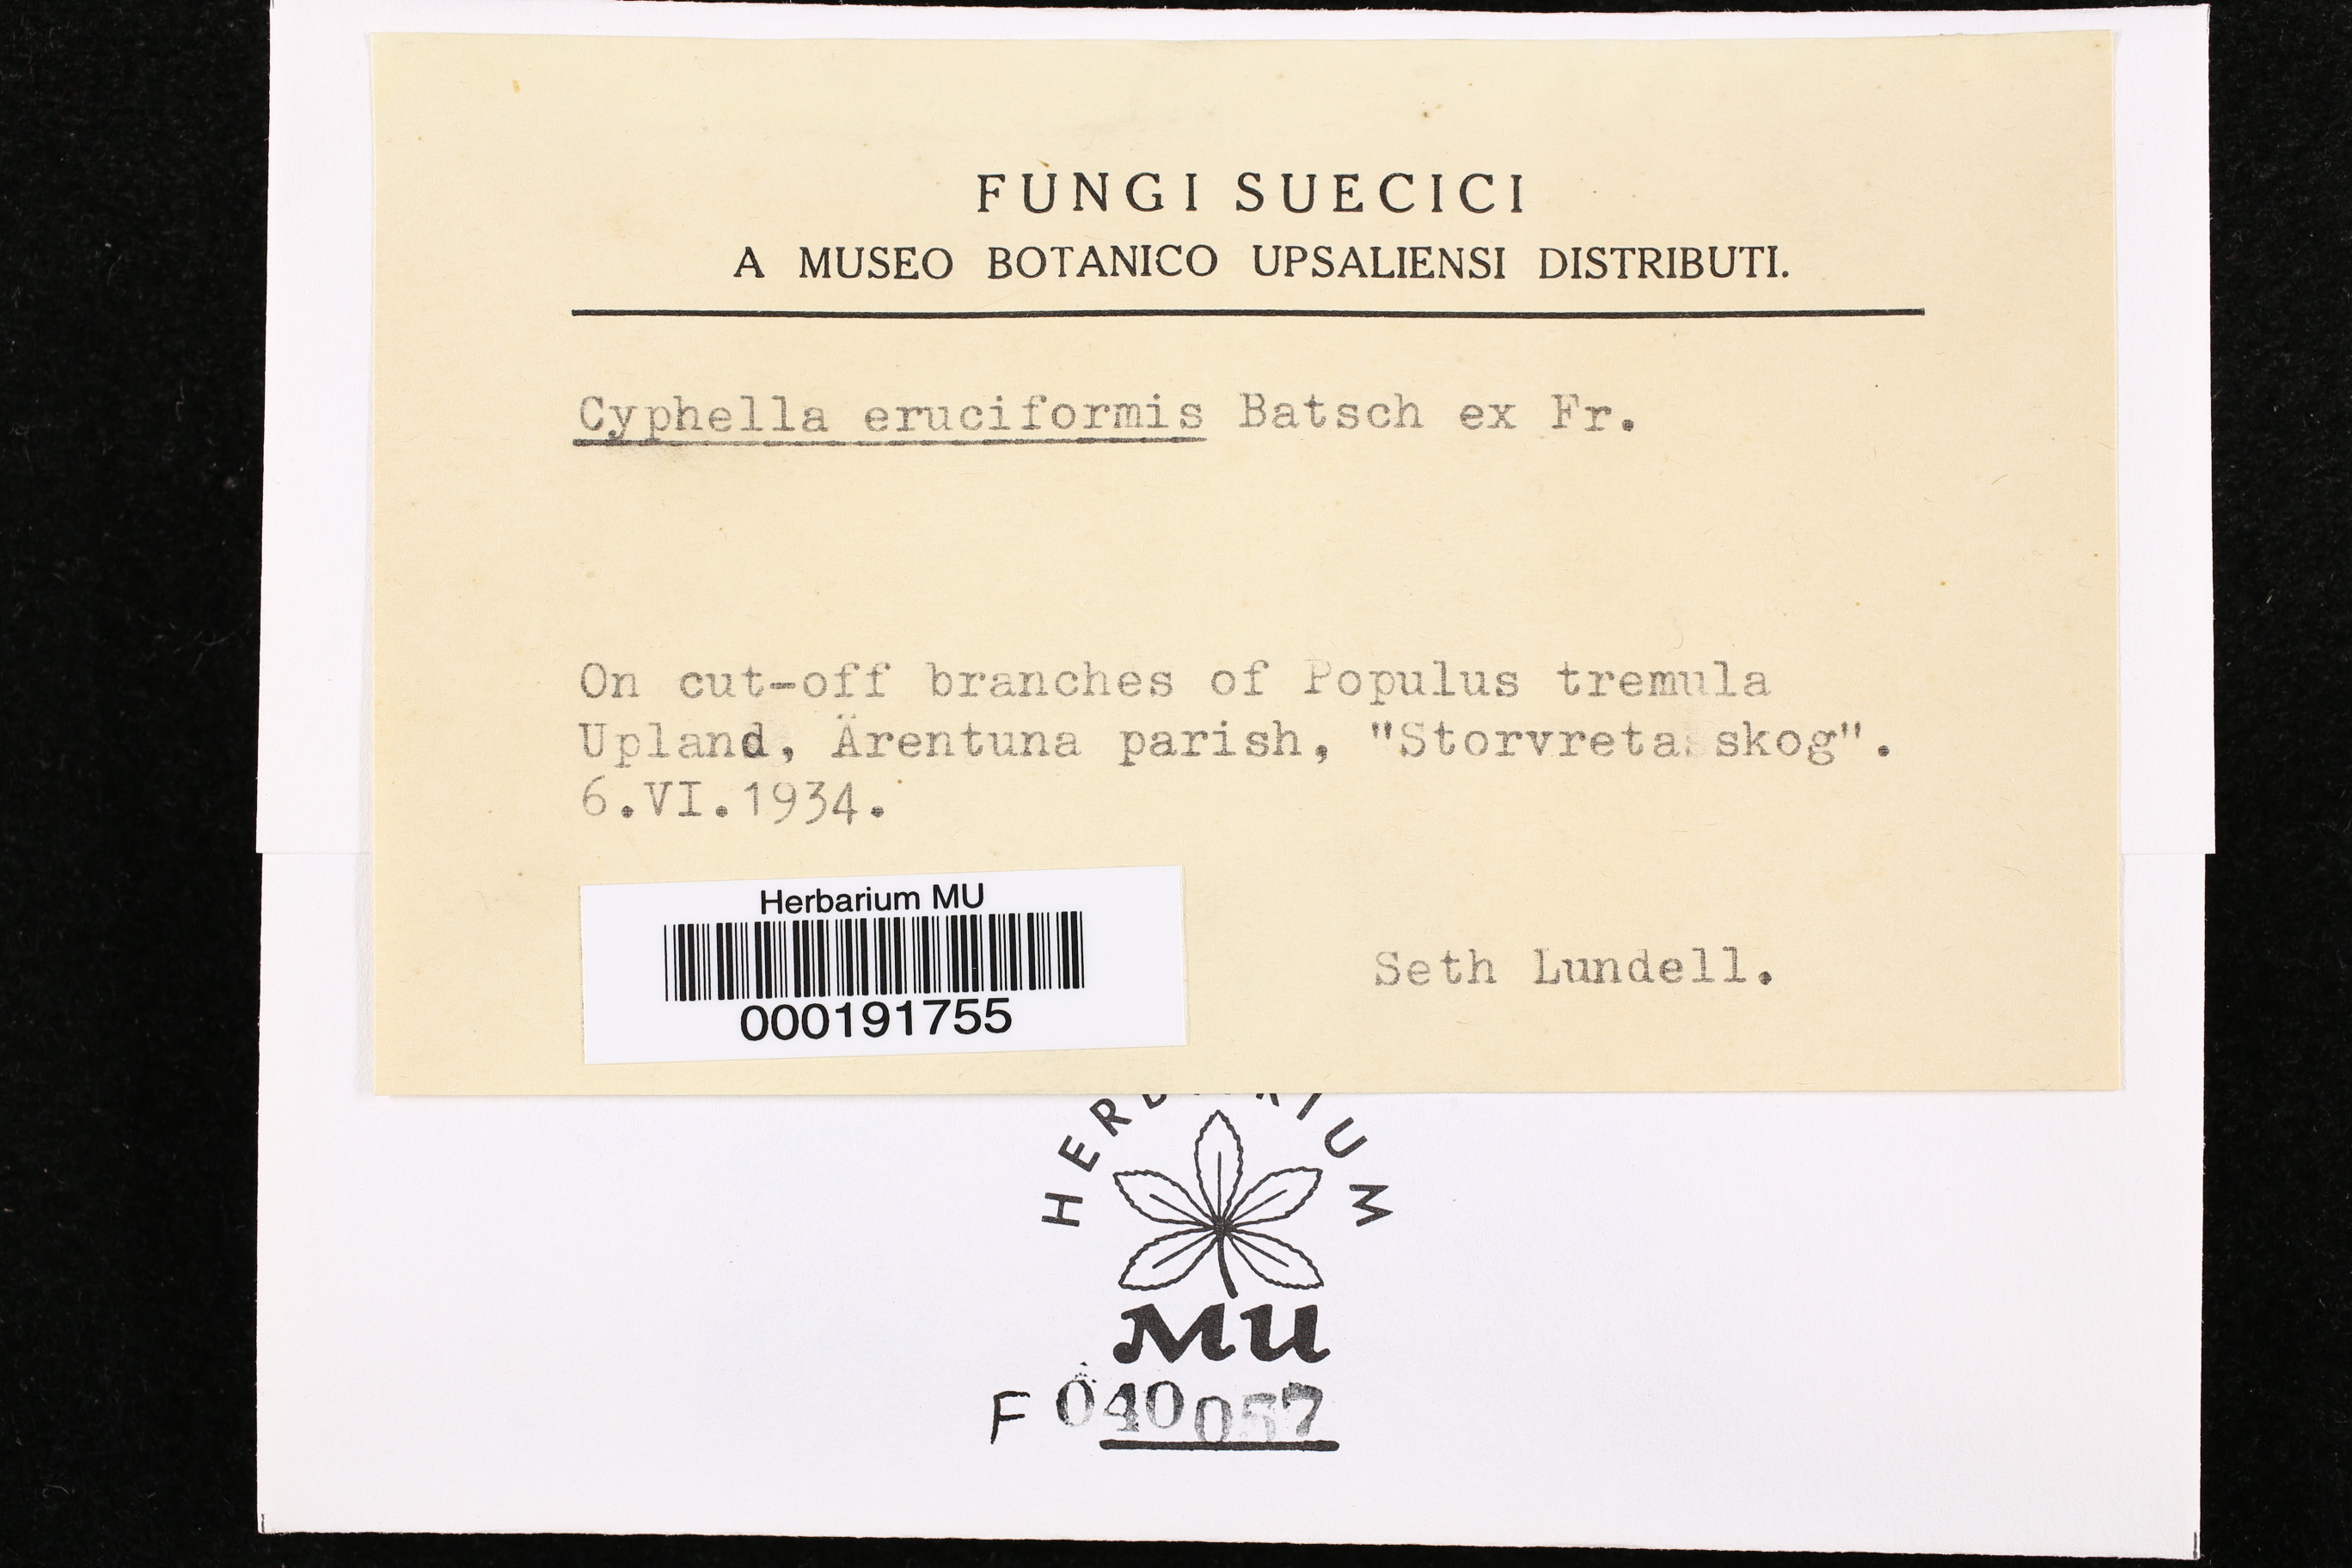 FUNGI SUECICI
A MUSEO BOTANICO UPSALIENSI DISTRIBUTI.
Cyphella eruciformis Batsch ex Fr.
On cut-off branches of Populus tremula
Upland, Ärentuna parish, "Storvreta skog".
6.VI.1934.
Herbarium MU
000191755
Seth Lundell.
HERBARIUM
MU
F 040057